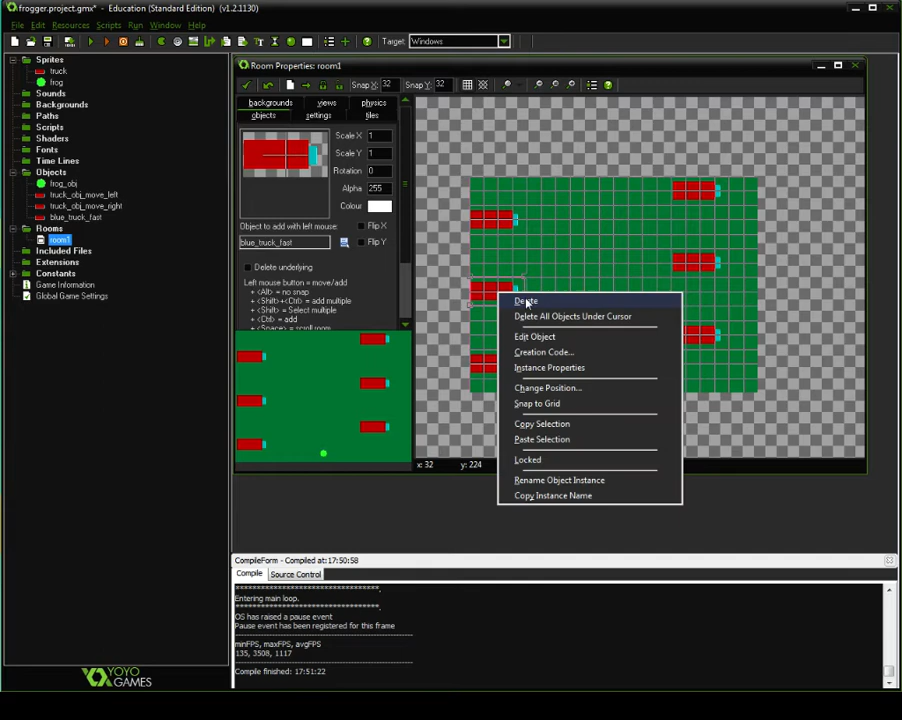 frogger.project.gmx* - Education (Standard Edition) (v1.2.1130)
File Edit Resources Scripts Run Window Help
Target Windows
Sprites
truck
frog
Sounds
Backgrounds
Paths
Scripts
Shaders
Fonts
Time Lines
Objects
frog_obj
truck_obj_move_left
truck_obj_move_right
blue_truck_fast
Rooms
room1
Included Files
Extensions
Constants
Game Information
Global Game Settings
YOYO
GAMES
Room Properties: room1
Snap X: 32 Snap Y: 32
backgrounds views physics
objects settings tiles
Scale X 1
Scale Y 1
Rotation 0
Alpha 255
Colour
Object to add with left mouse: Flip X
blue_truck_fast Flip Y
Delete underlying
Left mouse button = move/add
+ <Alt> = no snap
+ <Shift>+<Ctrl> = add multiple
+ <Shift> = Select multiple
+ <Ctrl> = add
+ <Space> = scroll room
x: 32 y: 224
Delete
Delete All Objects Under Cursor
Edit Object
Creation Code...
Instance Properties
Change Position...
Snap to Grid
Copy Selection
Paste Selection
Locked
Rename Object Instance
Copy Instance Name
CompileForm - Compiled at:17:50:58
Compile Source Control
Entering main loop.
OS has raised a pause event
Pause event has been registered for this frame
minFPS, maxFPS, avgFPS
135, 3508, 1117
Compile finished: 17:51:22